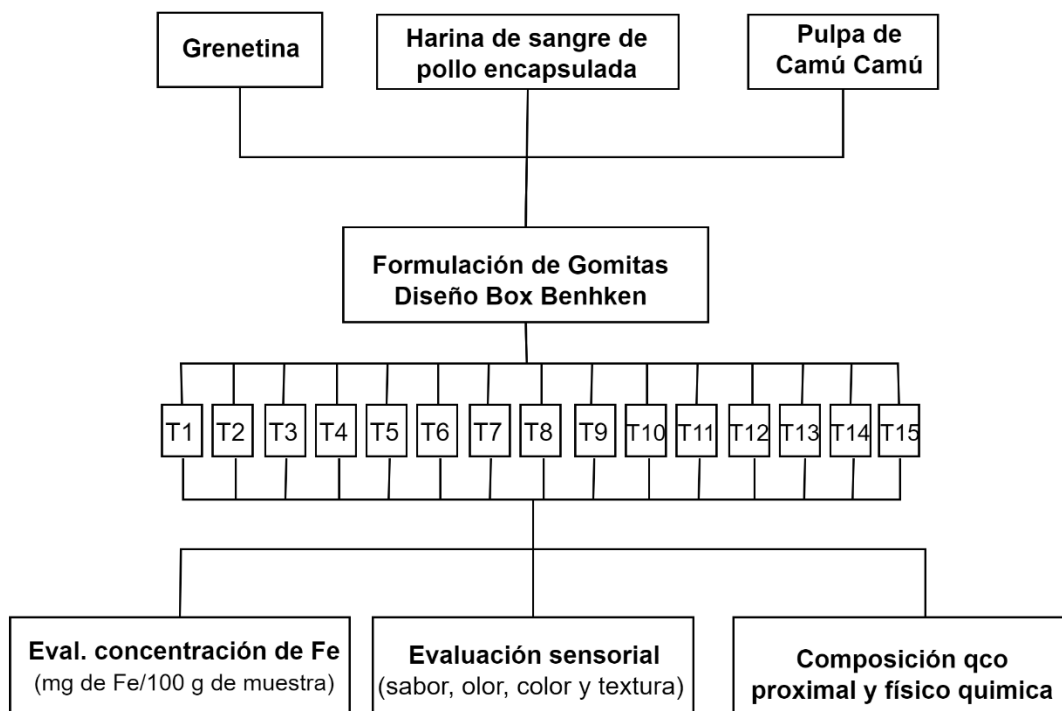 Grenetina
Harina de sangre de
pollo encapsulada
Pulpa de
Camú Camú
Formulación de Gomitas
Diseño Box Benhken
T1 T2 T3 T4 T5 T6 T7 T8 T9 T10 T11 T12 T13 T14 T15
Eval. concentración de Fe
(mg de Fe/100 g de muestra)
Evaluación sensorial
(sabor, olor, color y textura)
Composición qco
proximal y físico quimica